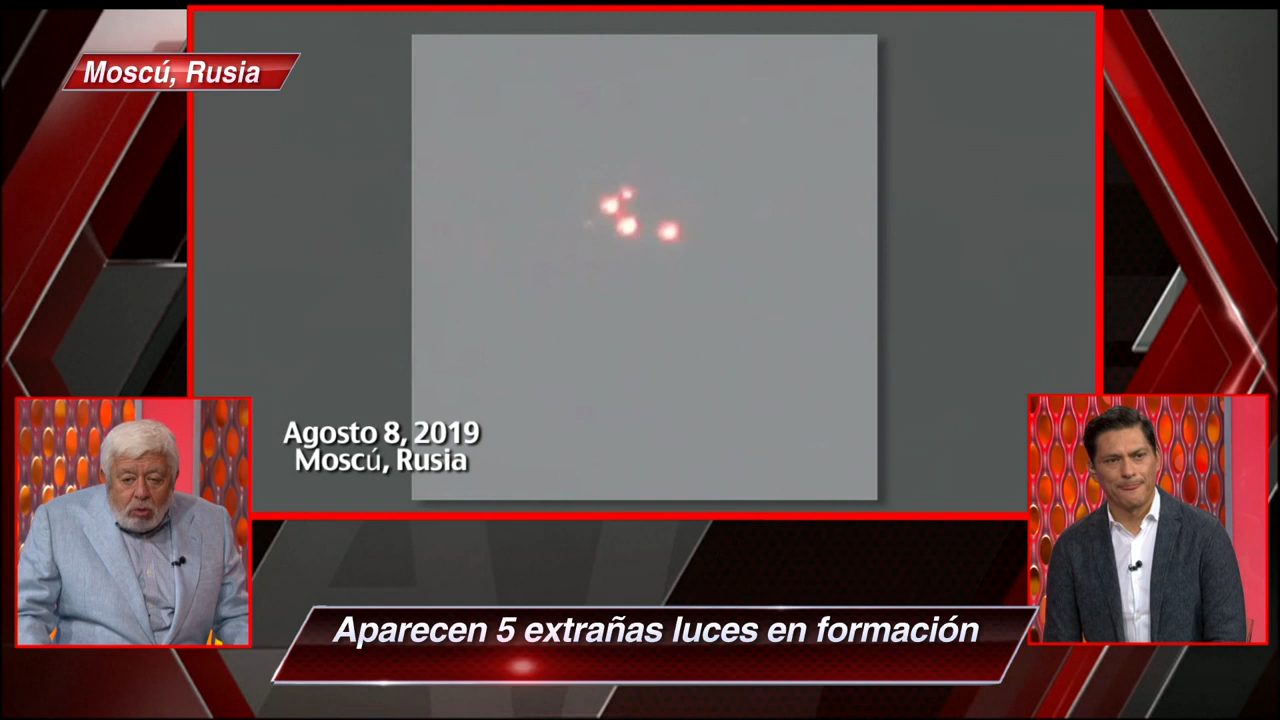 Moscú, Rusia
Agosto 8, 2019
Moscú, Rusia
Aparecen 5 extrañas luces en formación